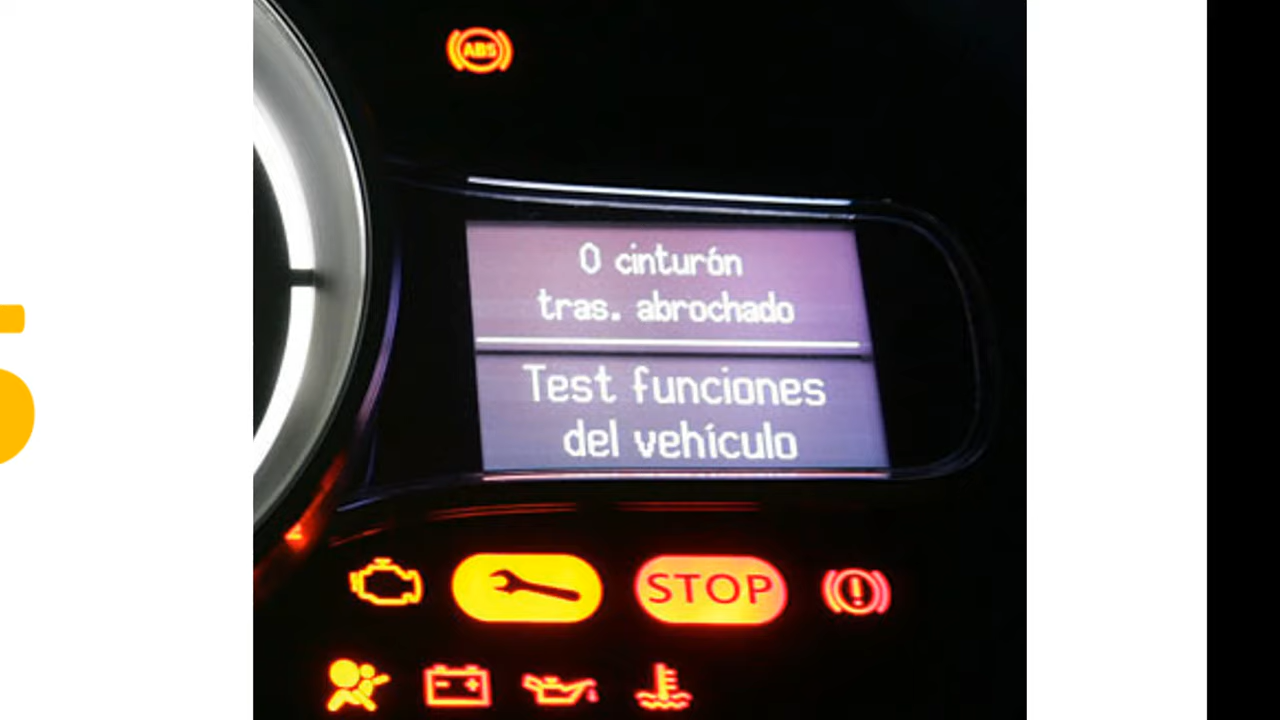 ABS
0 cinturón
tras. abrochado
Test funciones
del vehículo
STOP